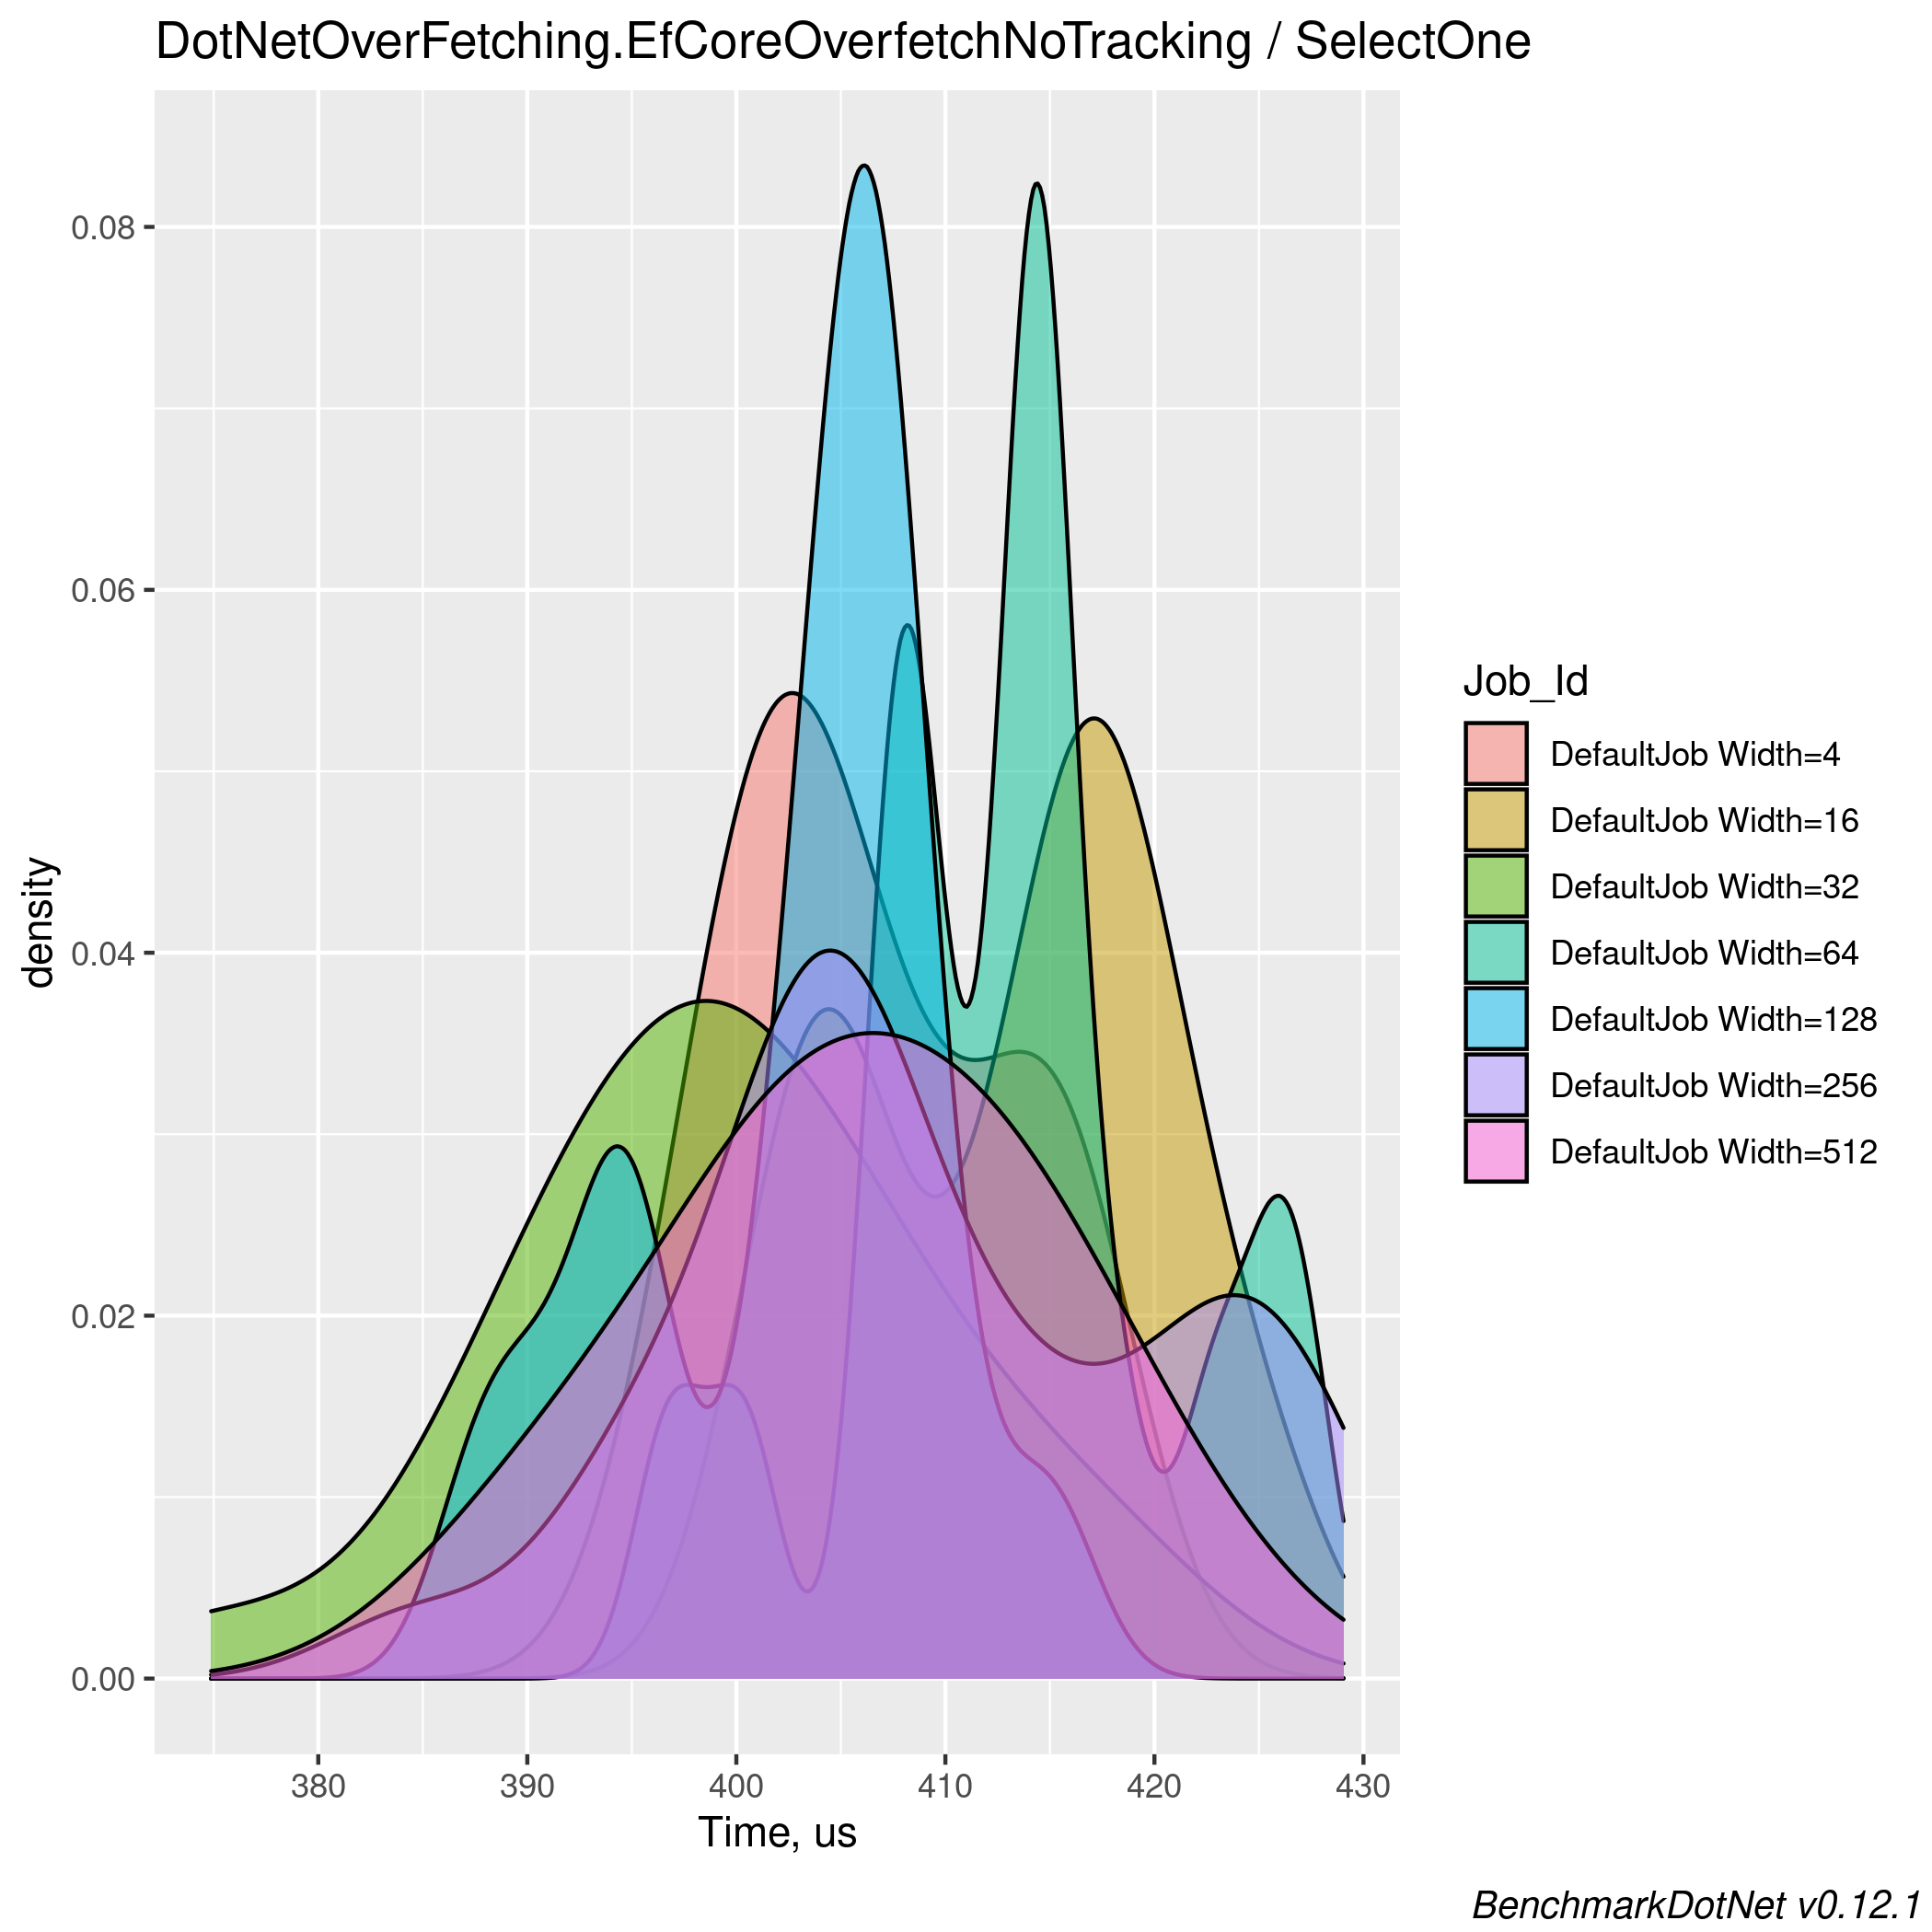 DotNetOverFetching.EfCoreOverfetchNoTracking / SelectOne
0.08
0.06
0.04
0.02
0.00
density
380 390 400 410 420 430
Time, us
Job_Id
DefaultJob Width=4
DefaultJob Width=16
DefaultJob Width=32
DefaultJob Width=64
DefaultJob Width=128
DefaultJob Width=256
DefaultJob Width=512
BenchmarkDotNet v0.12.1